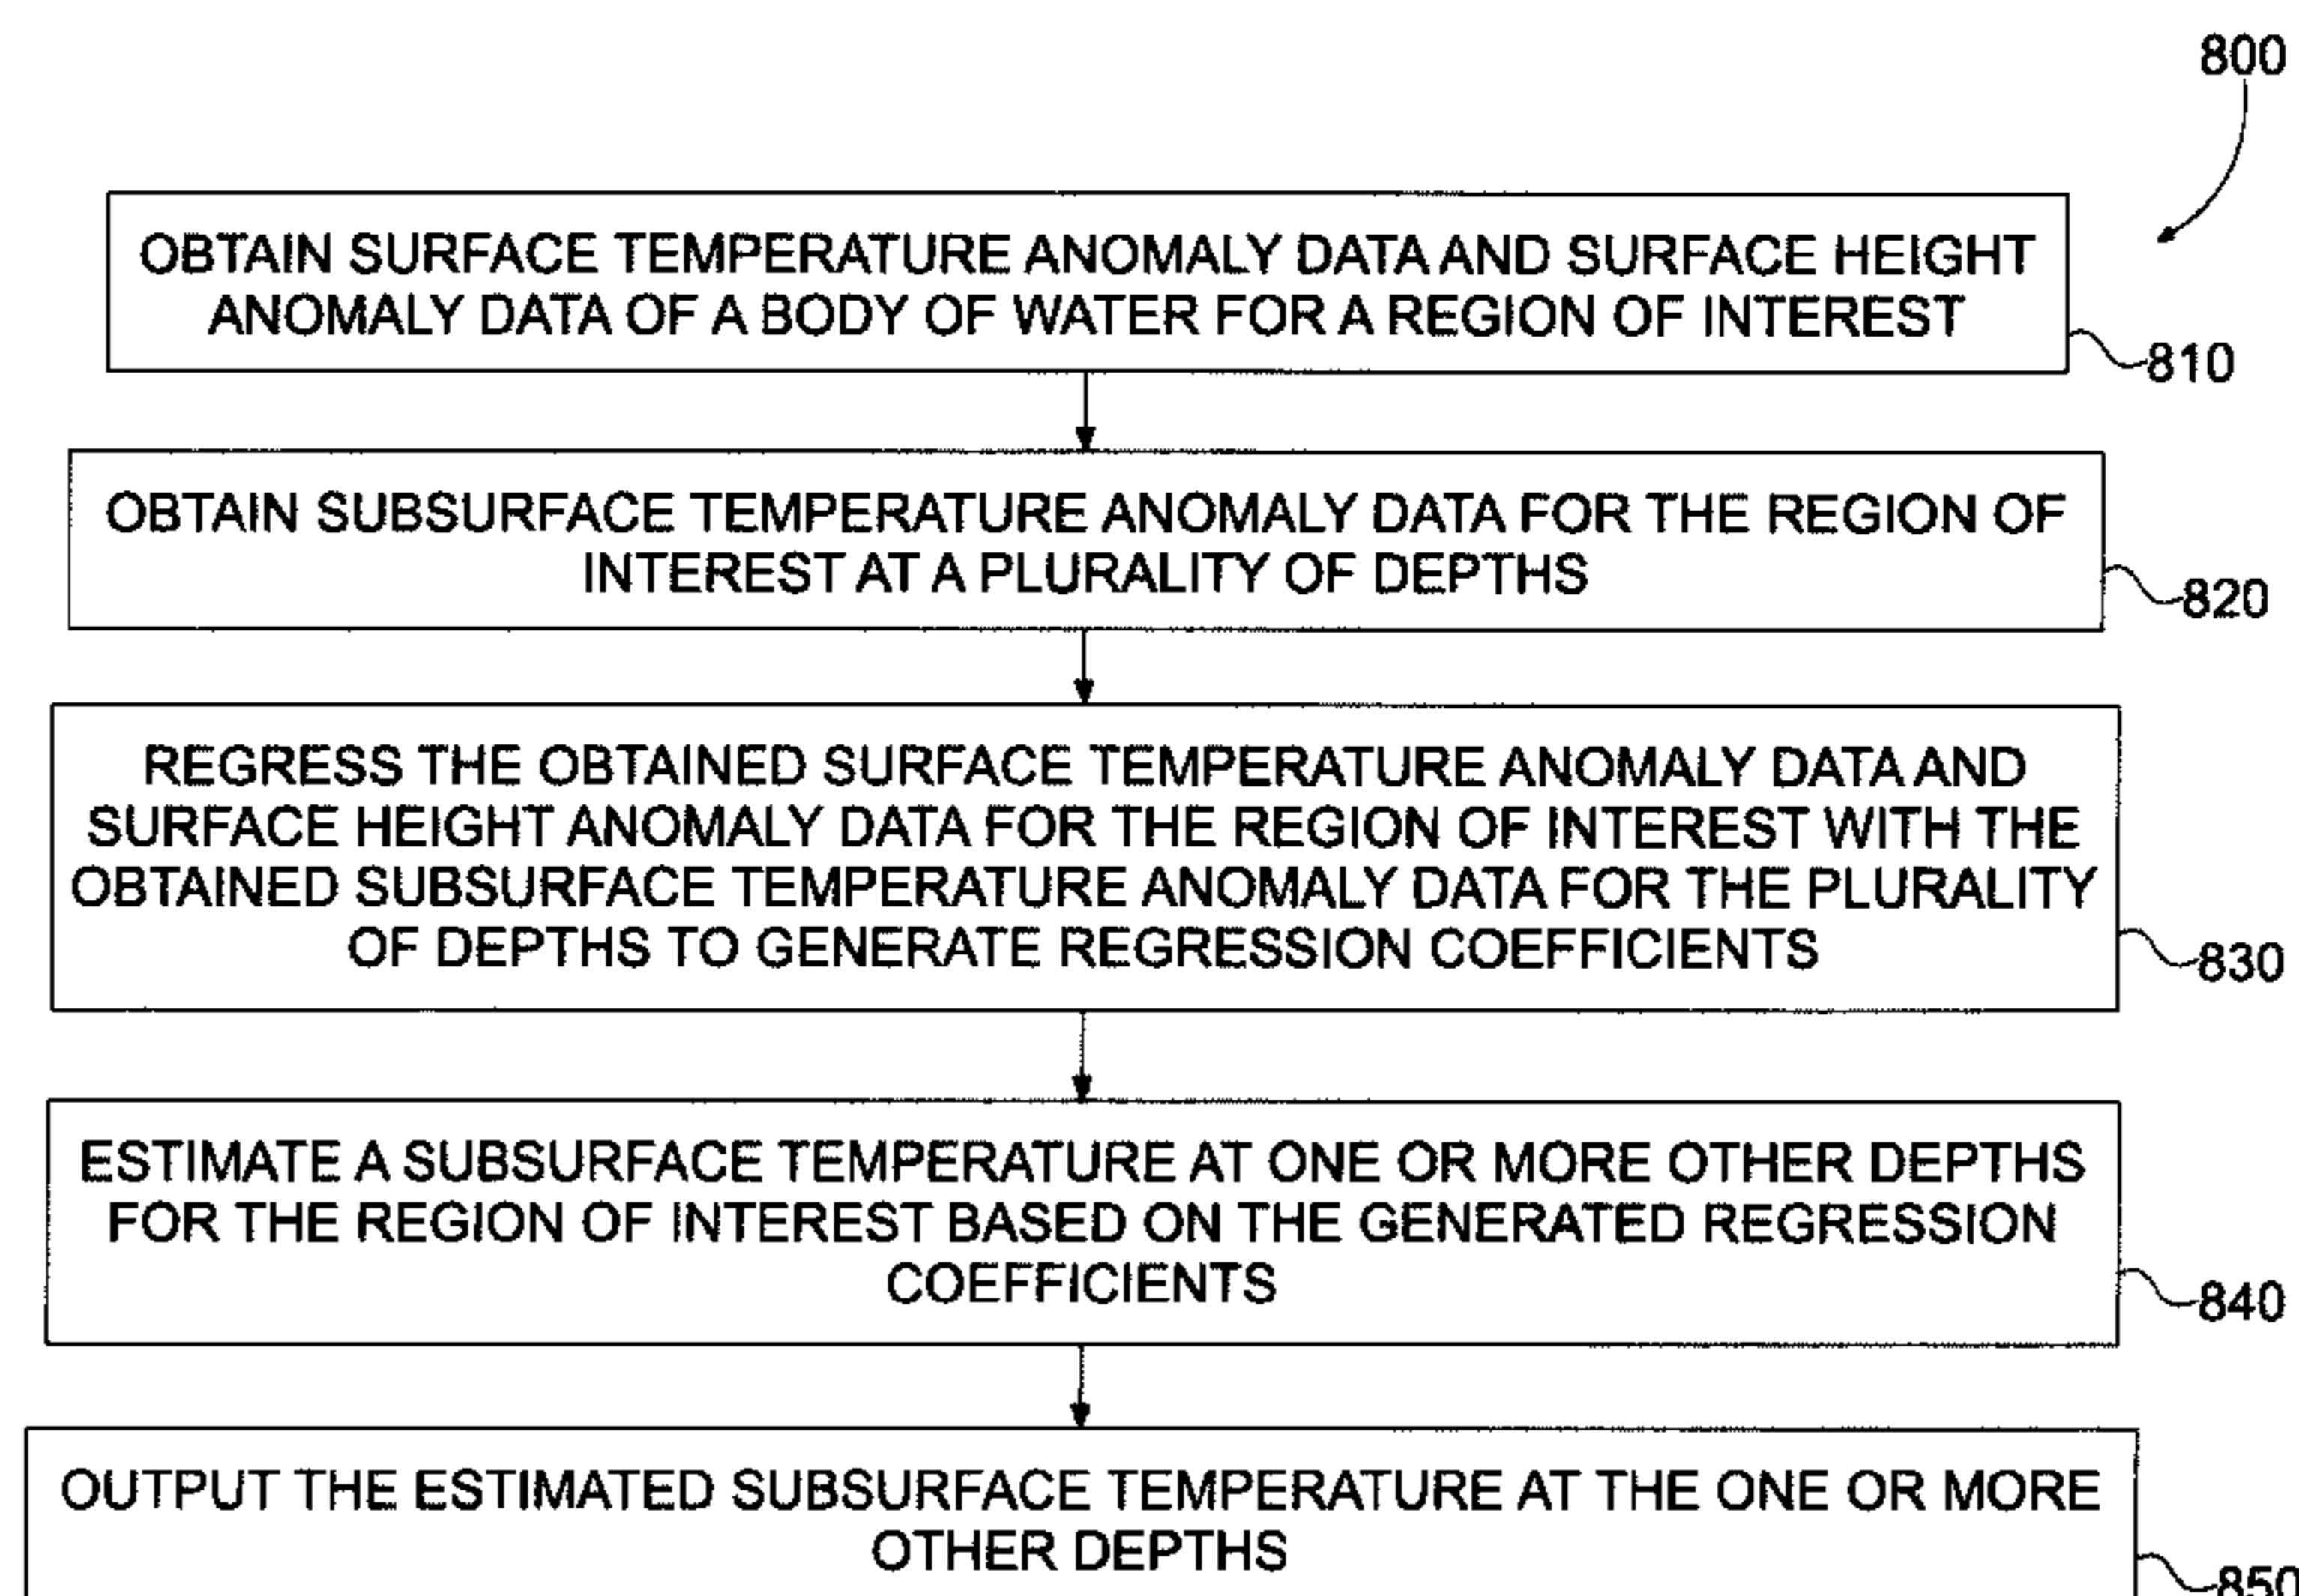 800
OBTAIN SURFACE TEMPERATURE ANOMALY DATA AND SURFACE HEIGHT
ANOMALY DATA OF A BODY OF WATER FOR A REGION OF INTEREST
810
OBTAIN SUBSURFACE TEMPERATURE ANOMALY DATA FOR THE REGION OF
INTEREST AT A PLURALITY OF DEPTHS
820
REGRESS THE OBTAINED SURFACE TEMPERATURE ANOMALY DATA AND
SURFACE HEIGHT ANOMALY DATA FOR THE REGION OF INTEREST WITH THE
OBTAINED SUBSURFACE TEMPERATURE ANOMALY DATA FOR THE PLURALITY
OF DEPTHS TO GENERATE REGRESSION COEFFICIENTS
830
ESTIMATE A SUBSURFACE TEMPERATURE AT ONE OR MORE OTHER DEPTHS
FOR THE REGION OF INTEREST BASED ON THE GENERATED REGRESSION
COEFFICIENTS
840
OUTPUT THE ESTIMATED SUBSURFACE TEMPERATURE AT THE ONE OR MORE
OTHER DEPTHS
850